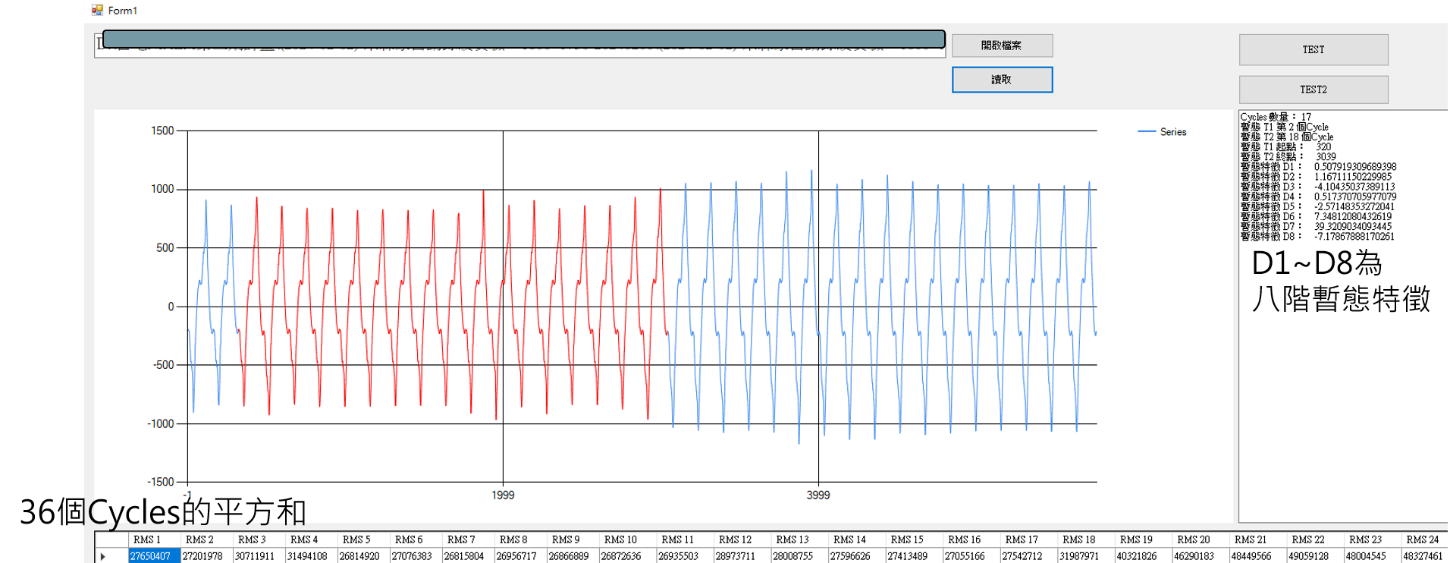 Form1
開啟檔案
讀取
TEST
TEST2
1500
1000
500
0
-500
-1000
-1500
-1
1999
3999
Series
Cycles 數量： 17
暫態 T1 第 2 個Cycle
暫態 T2 第 18 個Cycle
暫態 T1 起點： 320
暫態 T2 終點： 3039
暫態特徵 D1： 0.507919309689398
暫態特徵 D2： 1.16711150229985
暫態特徵 D3： -4.10435037389113
暫態特徵 D4： 0.517370705977079
暫態特徵 D5： -2.57148353272041
暫態特徵 D6： 7.34812080432619
暫態特徵 D7： 39.3209034093445
暫態特徵 D8： -7.17867888170261
D1~D8為
八階暫態特徵
36個Cycles的平方和
RMS 1 RMS 2 RMS 3 RMS 4 RMS 5 RMS 6 RMS 7 RMS 8 RMS 9 RMS 10 RMS 11 RMS 12 RMS 13 RMS 14 RMS 15 RMS 16 RMS 17 RMS 18 RMS 19 RMS 20 RMS 21 RMS 22 RMS 23 RMS 24
27650407 27201978 30711911 31494108 26814920 27076383 26815804 26956717 26866889 26872636 26935503 28973711 28008755 27596626 27413489 27055166 27542712 31987971 40321826 46290183 48449566 49059128 48004545 48327461